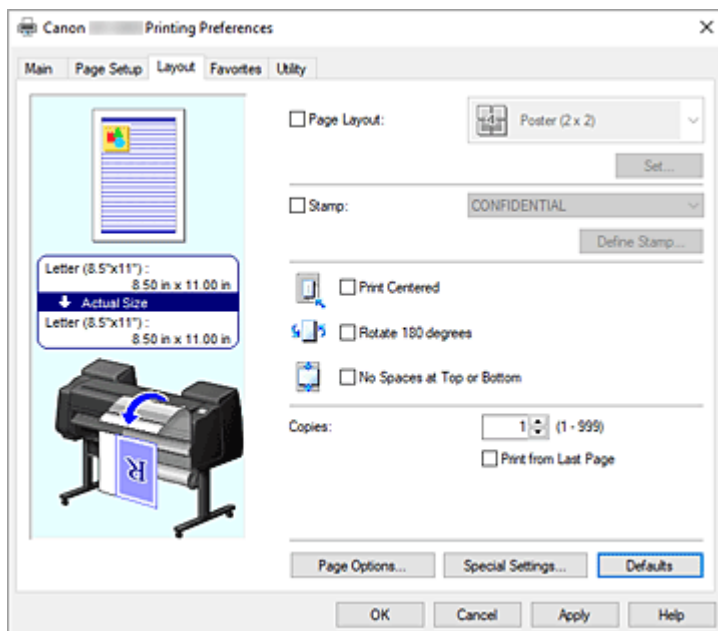 Canon Printing Preferences
Main Page Setup Layout Favorites Utility
Page Layout:
4
Poster (2 x 2)
Set...
Stamp:
CONFIDENTIAL
Define Stamp...
Letter (8.5"x11") :
8.50 in x 11.00 in
Actual Size
Letter (8.5"x11") :
8.50 in x 11.00 in
Print Centered
Rotate 180 degrees
No Spaces at Top or Bottom
R
Copies:
1 (1 - 999)
Print from Last Page
Page Options... Special Settings... Defaults
OK Cancel Apply Help